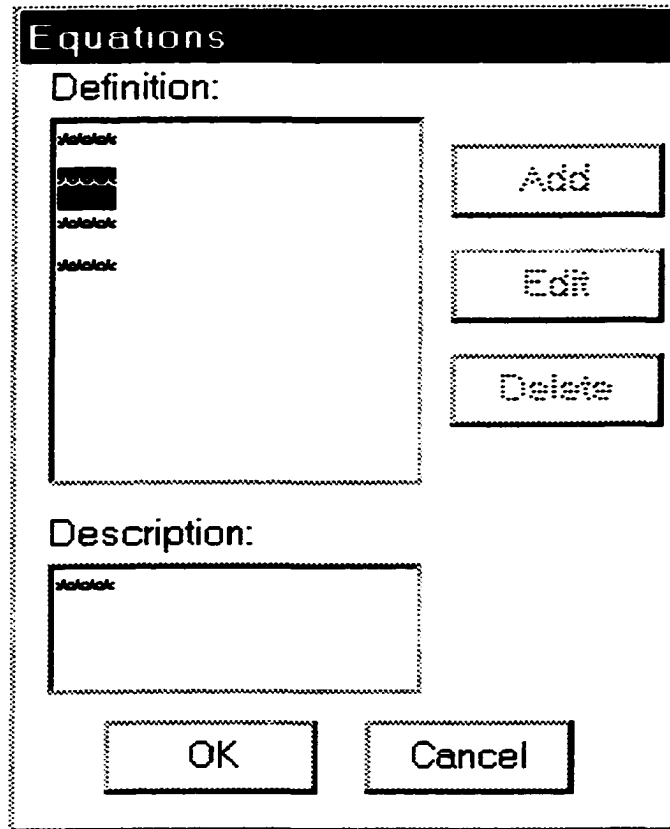 Equations
Definition:
*****
*****
*****
*****
Add
Edit
Delete
Description:
*****
OK
Cancel